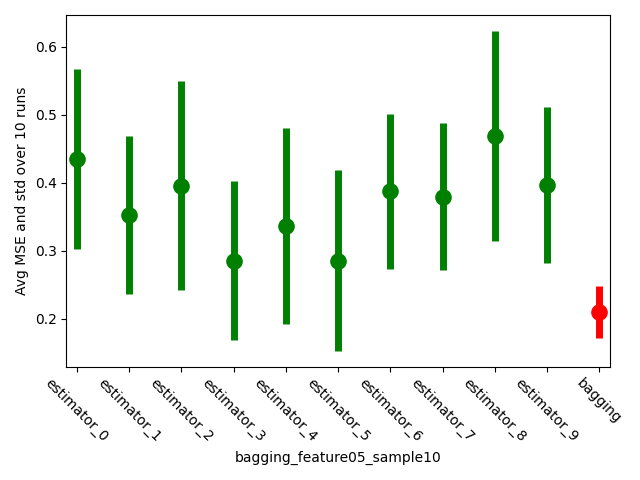 Avg MSE and std over 10 runs
0.6
0.5
0.4
0.3
0.2
estimator_0
estimator_1
estimator_2
estimator_3
estimator_4
estimator_5
estimator_6
estimator_7
estimator_8
estimator_9
bagging
bagging_feature05_sample10